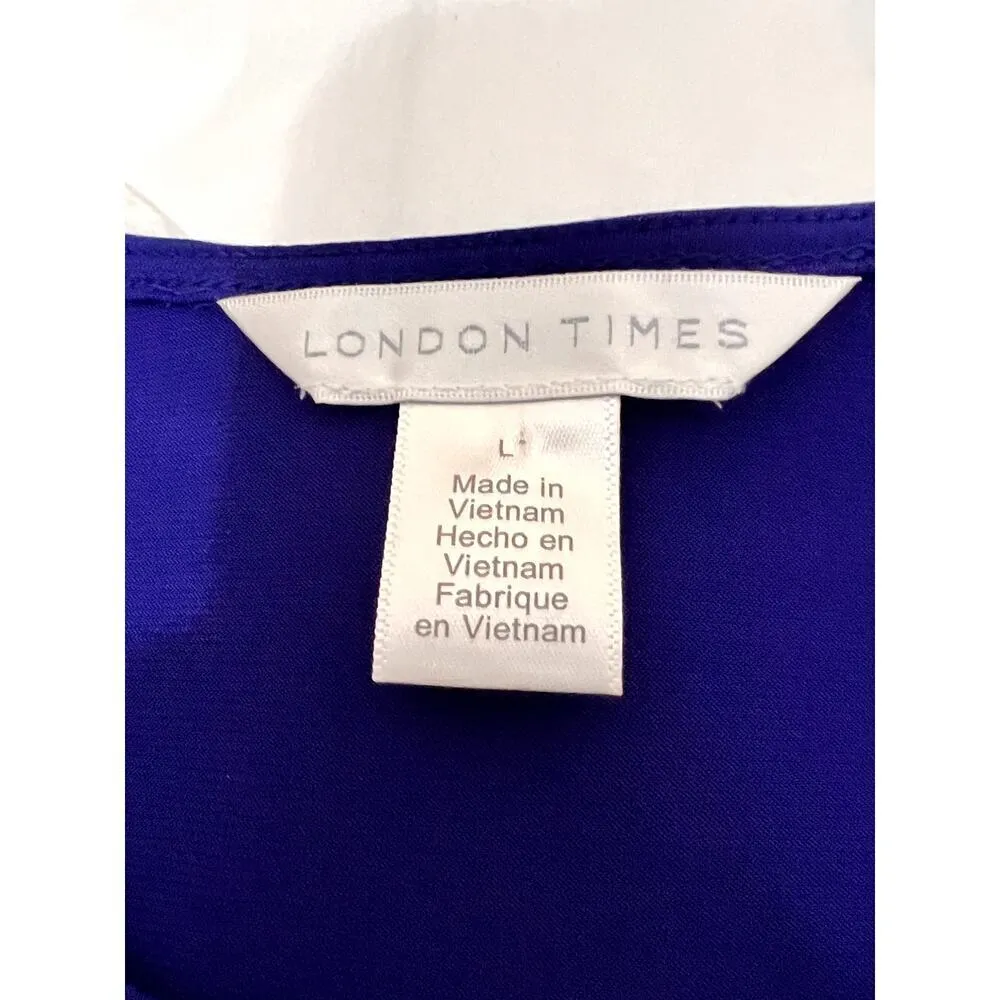 LONDON TIMES
L
Made in
Vietnam
Hecho en
Vietnam
Fabrique
en Vietnam